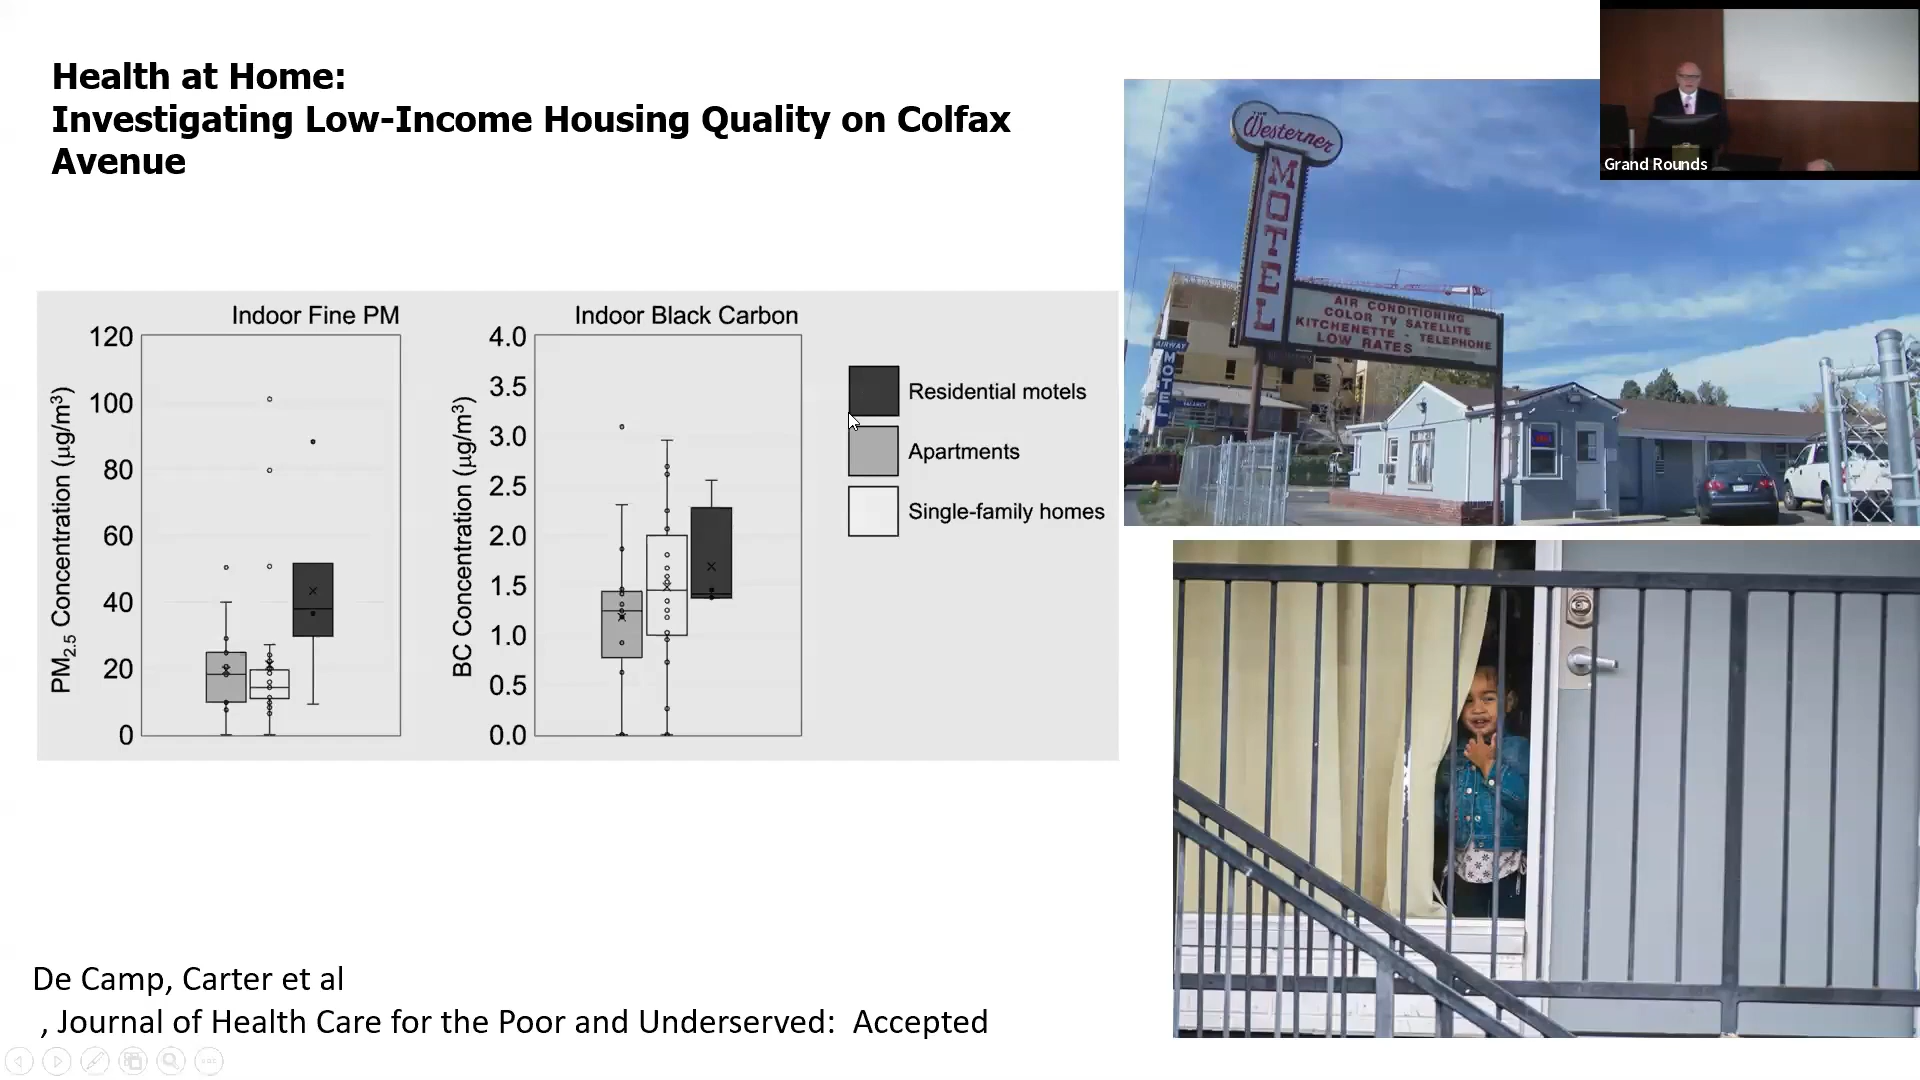 Health at Home:
Investigating Low-Income Housing Quality on Colfax
Avenue
Indoor Fine PM
PM2.5 Concentration (µg/m³)
120
100
80
60
40
20
0
Indoor Black Carbon
BC Concentration (µg/m³)
4.0
3.5
3.0
2.5
2.0
1.5
1.0
0.5
0.0
Residential motels
Apartments
Single-family homes
THE
Westerner
MOTEL
AIR CONDITIONING
COLOR TV SATELLITE
KITCHENETTE - TELEPHONE
LOW RATES
AIRWAY
MOTEL
Grand Rounds
De Camp, Carter et al
, Journal of Health Care for the Poor and Underserved: Accepted